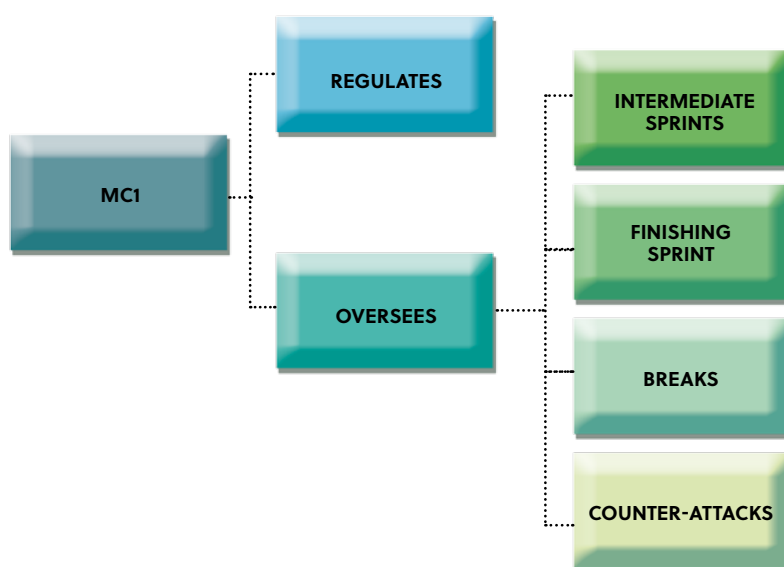 MC1
REGULATES
OVERSEES
INTERMEDIATE
SPRINTS
FINISHING
SPRINT
BREAKS
COUNTER-ATTACKS